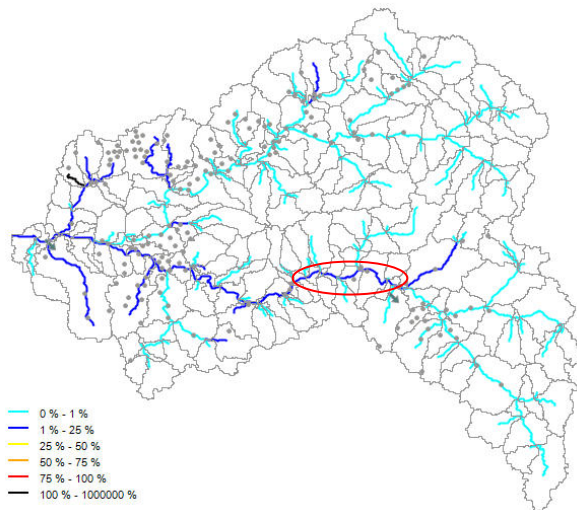 0 % - 1 %
1 % - 25 %
25 % - 50 %
50 % - 75 %
75 % - 100 %
100 % - 1000000 %